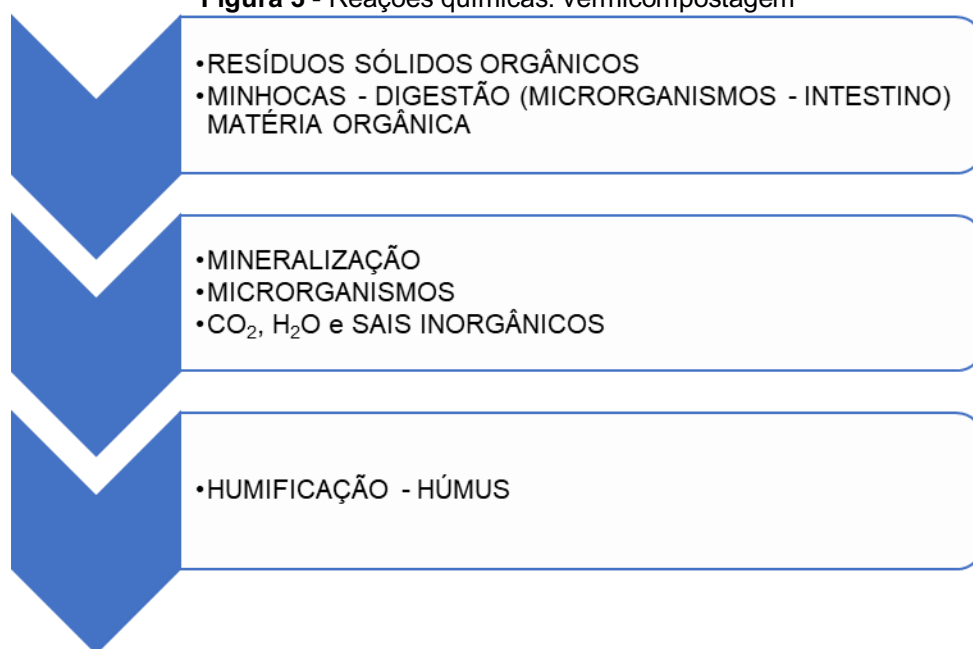 Figura 5 - Reações químicas: vermicompostagem
•RESÍDUOS SÓLIDOS ORGÂNICOS
•MINHOCAS - DIGESTÃO (MICRORGANISMOS - INTESTINO)
MATÉRIA ORGÂNICA
•MINERALIZAÇÃO
•MICRORGANISMOS
•CO₂, H₂O e SAIS INORGÂNICOS
•HUMIFICAÇÃO - HÚMUS